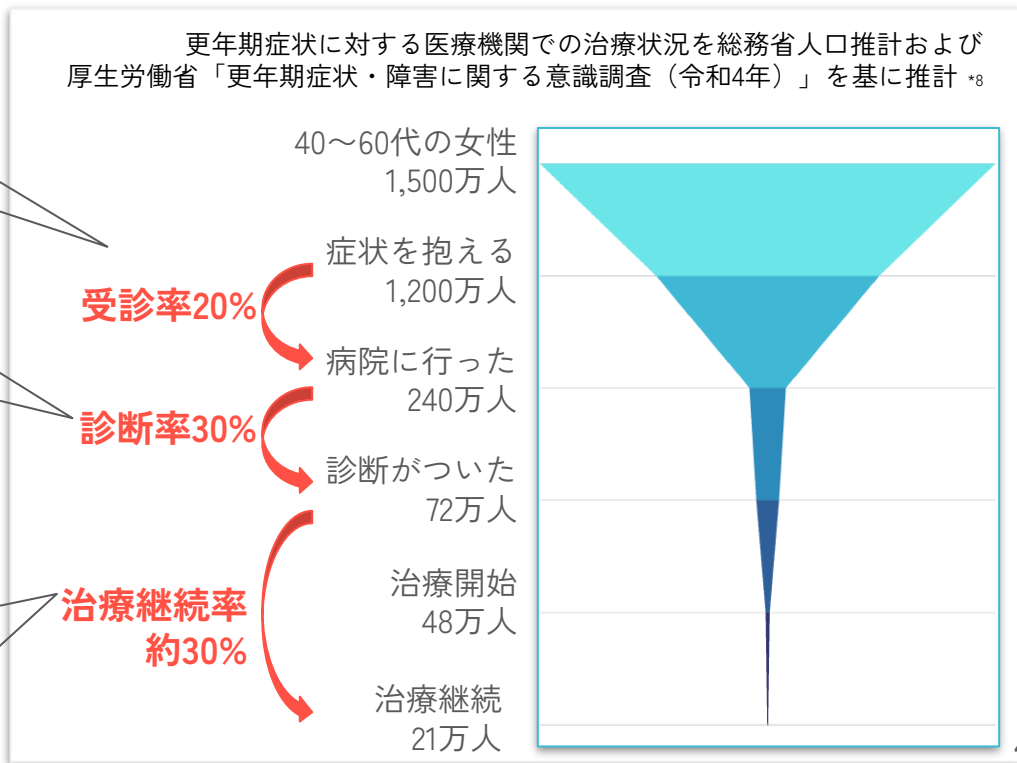 更年期症状に対する医療機関での治療状況を総務省人口推計および
厚生労働省「更年期症状・障害に関する意識調査（令和4年）」を基に推計 *8
40〜60代の女性
1,500万人
症状を抱える
1,200万人
受診率20%
病院に行った
240万人
診断率30%
診断がついた
72万人
治療開始
48万人
治療継続率
約30%
治療継続
21万人